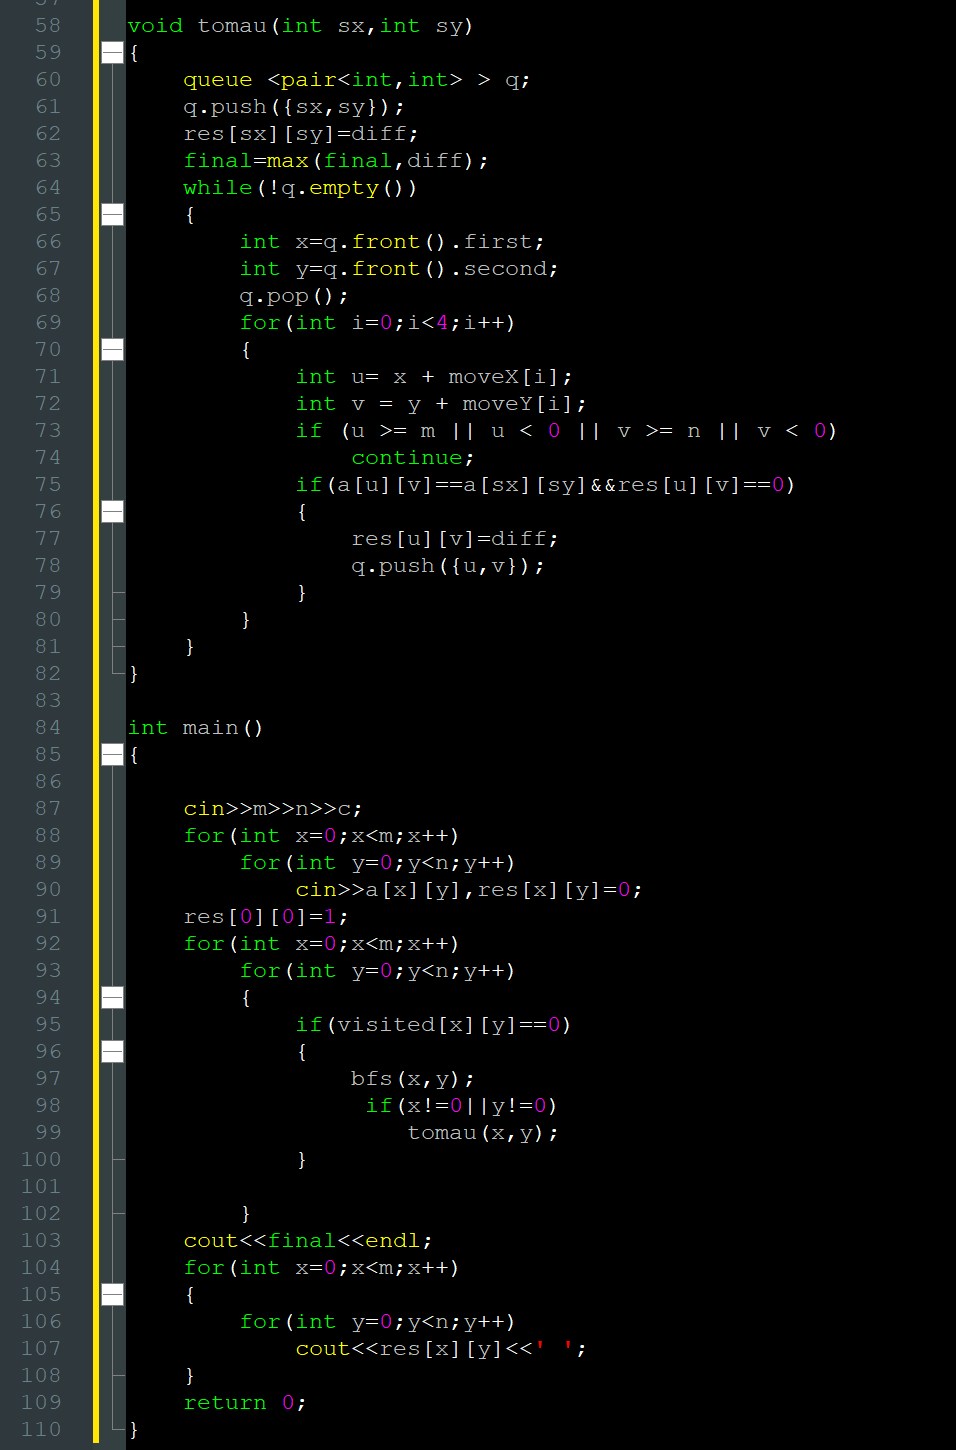 58 void tomau(int sx,int sy)
59 {
60     queue <pair<int,int> > q;
61     q.push({sx,sy});
62     res[sx][sy]=diff;
63     final=max(final,diff);
64     while(!q.empty())
65     {
66         int x=q.front().first;
67         int y=q.front().second;
68         q.pop();
69         for(int i=0;i<4;i++)
70         {
71             int u= x + moveX[i];
72             int v = y + moveY[i];
73             if (u >= m || u < 0 || v >= n || v < 0)
74                 continue;
75             if(a[u][v]==a[sx][sy]&&res[u][v]==0)
76             {
77                 res[u][v]=diff;
78                 q.push({u,v});
79             }
80         }
81     }
82 }
83
84 int main()
85 {
86
87     cin>>m>>n>>c;
88     for(int x=0;x<m;x++)
89         for(int y=0;y<n;y++)
90             cin>>a[x][y],res[x][y]=0;
91     res[0][0]=1;
92     for(int x=0;x<m;x++)
93         for(int y=0;y<n;y++)
94         {
95             if(visited[x][y]==0)
96             {
97                 bfs(x,y);
98                  if(x!=0||y!=0)
99                     tomau(x,y);
100             }
101
102         }
103     cout<<final<<endl;
104     for(int x=0;x<m;x++)
105     {
106         for(int y=0;y<n;y++)
107             cout<<res[x][y]<<' ';
108     }
109     return 0;
110 }